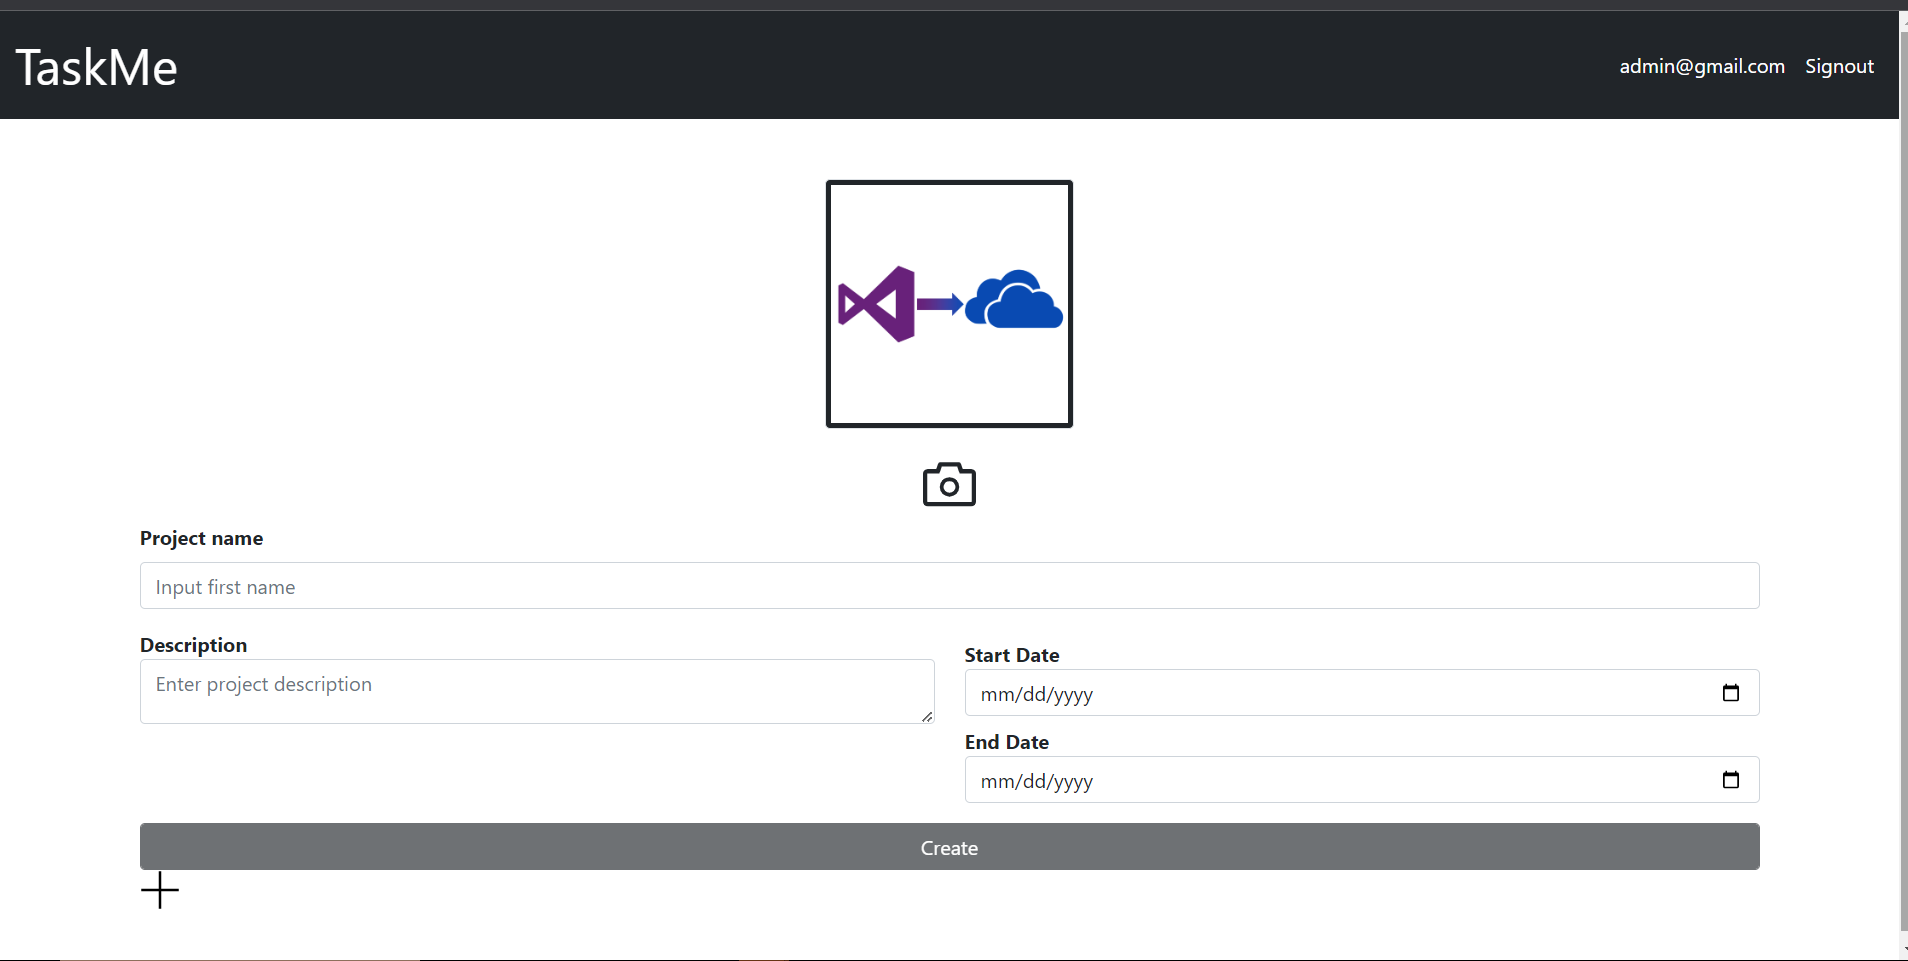 TaskMe
admin@gmail.com Signout
Project name
Input first name
Description
Enter project description
Start Date
mm/dd/yyyy
End Date
mm/dd/yyyy
Create